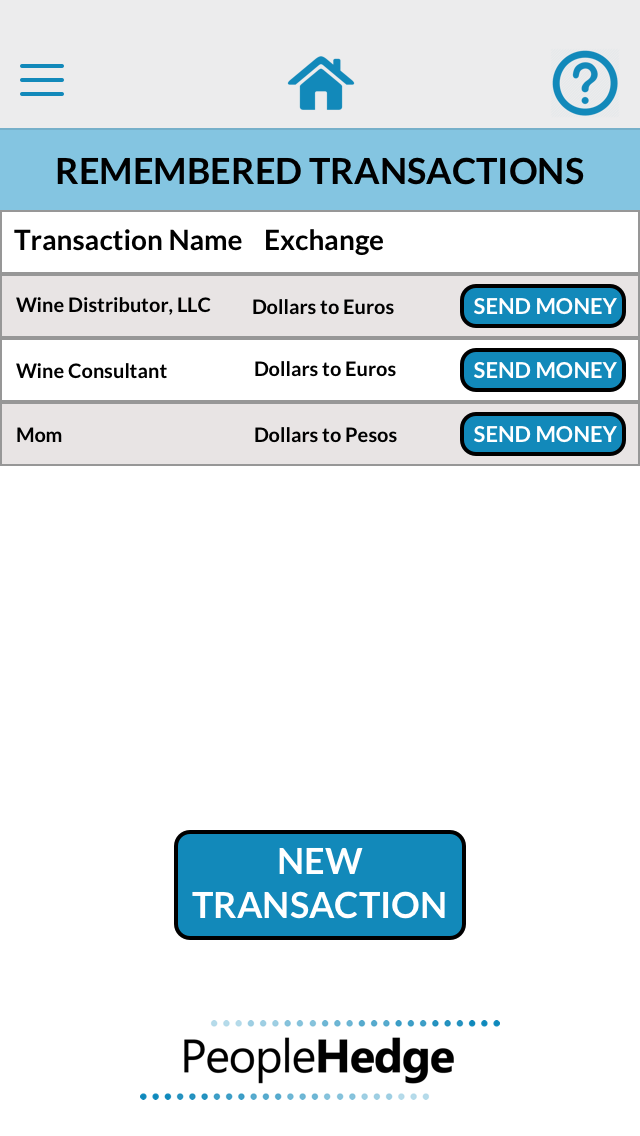 REMEMBERED TRANSACTIONS
Transaction Name Exchange
Wine Distributor, LLC Dollars to Euros SEND MONEY
Wine Consultant Dollars to Euros SEND MONEY
Mom Dollars to Pesos SEND MONEY
NEW
TRANSACTION
PeopleHedge